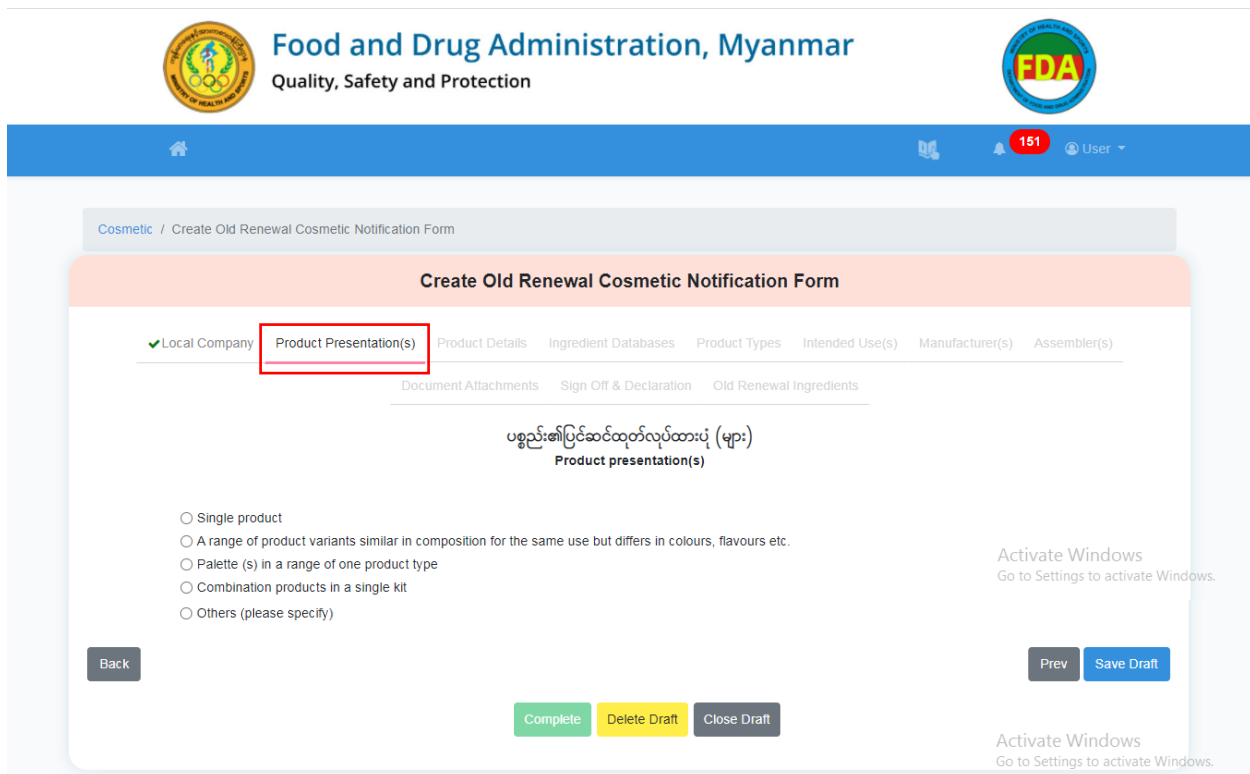 Food and Drug Administration, Myanmar
Quality, Safety and Protection
FDA
151
User
Cosmetic / Create Old Renewal Cosmetic Notification Form
Create Old Renewal Cosmetic Notification Form
Local Company Product Presentation(s) Product Details Ingredient Databases Product Types Intended Use(s) Manufacturer(s) Assembler(s)
Document Attachments Sign Off & Declaration Old Renewal Ingredients
ပစ္စည်း၏ပြင်ဆင်ထုတ်လုပ်ထားပုံ (များ)
Product presentation(s)
Single product
A range of product variants similar in composition for the same use but differs in colours, flavours etc.
Palette (s) in a range of one product type
Combination products in a single kit
Others (please specify)
Activate Windows
Go to Settings to activate Windows.
Back Prev Save Draft
Complete Delete Draft Close Draft
Activate Windows
Go to Settings to activate Windows.